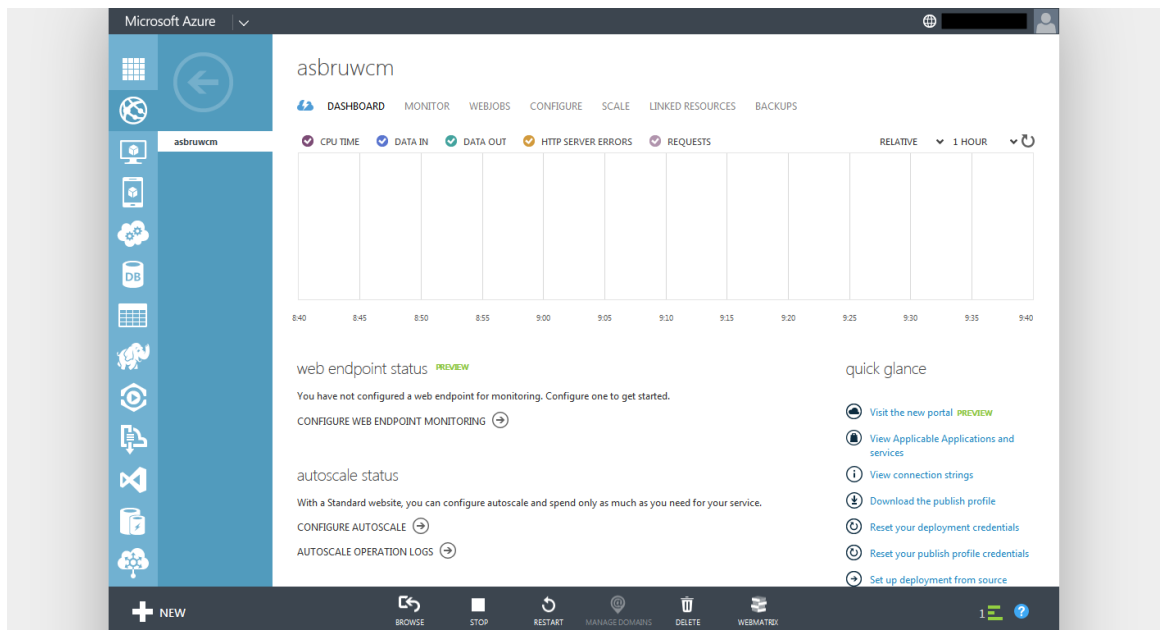 Microsoft Azure
asbruwcm
asbruwcm
DASHBOARD MONITOR WEBJOBS CONFIGURE SCALE LINKED RESOURCES BACKUPS
CPU TIME DATA IN DATA OUT HTTP SERVER ERRORS REQUESTS RELATIVE 1 HOUR
8:40 8:45 8:50 8:55 9:00 9:05 9:10 9:15 9:20 9:25 9:30 9:35 9:40
web endpoint status PREVIEW
You have not configured a web endpoint for monitoring. Configure one to get started.
CONFIGURE WEB ENDPOINT MONITORING
autoscale status
With a Standard website, you can configure autoscale and spend only as much as you need for your service.
CONFIGURE AUTOSCALE
AUTOSCALE OPERATION LOGS
quick glance
Visit the new portal PREVIEW
View Applicable Applications and
services
View connection strings
Download the publish profile
Reset your deployment credentials
Reset your publish profile credentials
Set up deployment from source
DB
NEW BROWSE STOP RESTART MANAGE DOMAINS DELETE WEBMATRIX 1 ?